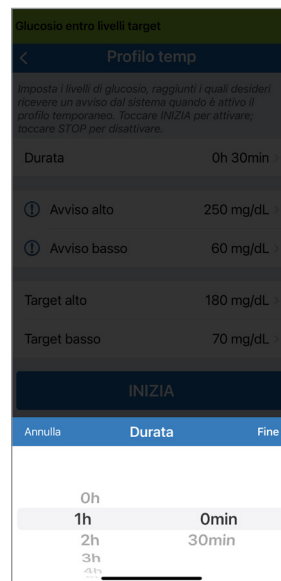 Glucosio entro livelli target
Profilo temp
Imposta i livelli di glucosio, raggiunti i quali desideri
ricevere un avviso dal sistema quando è attivo il
profilo temporaneo. Toccare INIZIA per attivare;
toccare STOP per disattivare.
Durata 0h 30min
Avviso alto 250 mg/dL
Avviso basso 60 mg/dL
Target alto 180 mg/dL
Target basso 70 mg/dL
INIZIA
Annulla Durata Fine
0h
1h 0min
2h 30min
3h
4h